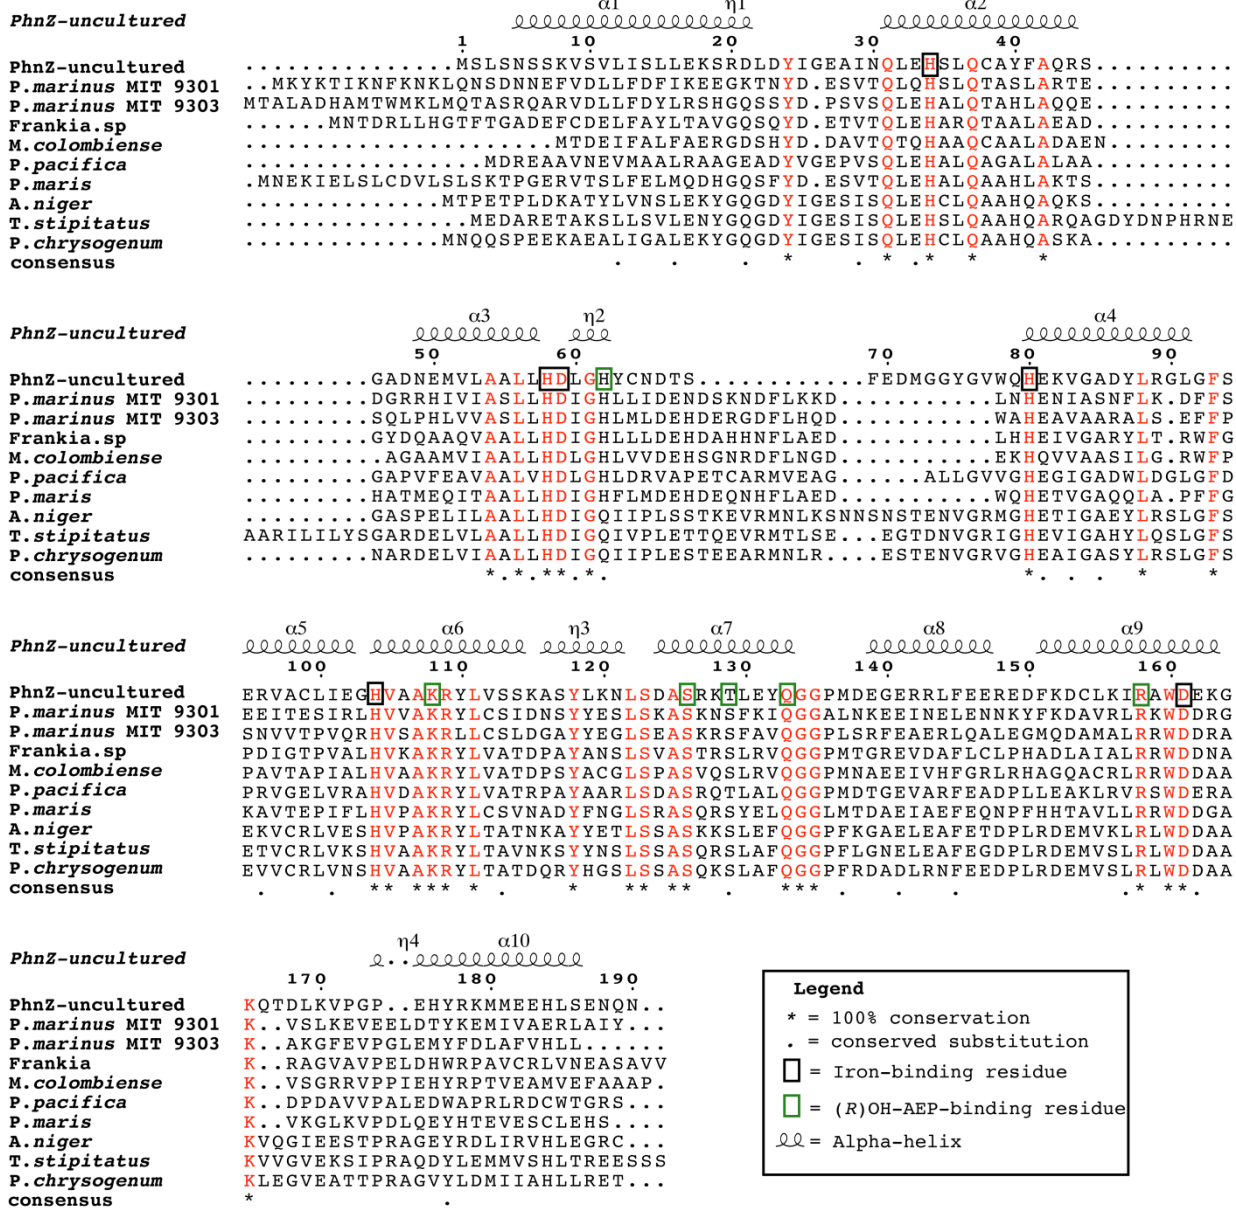 α1 η1 α2
PhnZ-uncultured
1 10 20 30 40
PhnZ-uncultured ...............MSLSNSSKVSVLISLLEKSRDLDYIGEAINQLEHSLQCAYFAQRS..........
P.marinus MIT 9301 ..MKYKTIKNFKNKLQNSDNEFVDLLFDFIKEEGKTNYD.ESVTQLQHSLQTASLARTE..........
P.marinus MIT 9303 MTALADHAMTWMKLMQTASRQARVDLLFDYLRSHGQSSYD.ESVSQLEHALQTAHLAQQE..........
Frankia.sp ......MNTDRLLHGTFTGADEFCDELFAYLTAVGQSQYD.ETVTQLEHARQTAALAEAD..........
M.colombiense ......................MTDEIFALFAERGDSHYD.DAVTQTQHAAQCAALADAEN.........
P.pacifica .................MDREAAVNEVMAALRAAGEADYVGEPVSQLEHALQAGALALAA..........
P.maris .MNEKIELSLCDVLSLSKTPGERVTSLFELMQDHGQSFYD.ESVTQLEHALQAAHLAKTS..........
A.niger ..............MTPETPLDKATYLVNSLEKYGQGDYIGESISQLEHCLQAAHQAQKS..........
T.stipitatus ................MEDARETAKSLLSVLENYGQGDYIGESISQLEHSLQAAHQARQAGDYDNPHRNE
P.chrysogenum ..............MNQQSPEEKAEALIGALEKYGQGDYIGESISQLEHCLQAAHQASKA..........
consensus . . . * . * . * * *
α3 η2 α4
PhnZ-uncultured
50 60 70 80 90
PhnZ-uncultured .........GADNEMVLAALLHDLGHYCNDTS............FEDMGGYGVWQHEKVGADYLRGLGFS
P.marinus MIT 9301 .........DGRRHIVIASLLHDIGHLLIDENDSKNDFLKKD...........LNHENIASNFLK.DFFS
P.marinus MIT 9303 .........SQLPHLVVASLLHDIGHLLLDEHDERGDFLHQD...........WAHEAVAARALS.EFFP
Frankia.sp .........GYDQAAQVAALLHDIGHLLLDEHDAHHNFLAED...........LHHEIVGARYLT.RWFG
M.colombiense .........AGAAMVIAALLHDLGHLVVDEHSGNRDFLNGD...........EKHQVVAASILG.RWFP
P.pacifica .........GAPVFEAVAALVHDLGHLDRVAPETCARMVEAG......ALLGVVGHEGIGADWLDGLGFD
P.maris .........HATMEQITAALLHDIGHFLMDEHDEQNHFLAED...........WQHETVGAQQLA.PFFG
A.niger .........GASPELILAALLHDIGQIIPLSSTKEVRMNLKSNNSNSTENVGRMGHETIGAEYLRSLGFS
T.stipitatus AARILILYSGARDELVLAALLHDIGQIVPLETTQEVRMTLSE...EGTDNVGRIGHEVIGAHYLQSLGFS
P.chrysogenum .........NARDELVIAALLHDIGQIIPLESTEEARMNLR....ESTENVGRVGHEAIGASYLRSLGFS
consensus *.*.**.*. * . . * *
α5 α6 η3 α7 α8 α9
PhnZ-uncultured
100 110 120 130 140 150 160
PhnZ-uncultured ERVACLIEGHVAAKRYLVSSKASYLKNLSDASRKTLEYQGGPMDEGERRLFEEREDFKDCLKIRAWDEKG
P.marinus MIT 9301 EEITESIRLHVVAKRYLCSIDNSYYESLSKASKNSFKIQGGALNKEEINELENNKYFKDAVRLRKWDDRG
P.marinus MIT 9303 SNVVTPVQRHVSAKRLLCSLDGAYYEGLSEASKRSFAVQGGPLSRFEAERLQALEGMQDAMALRRWDDRA
Frankia.sp PDIGTPVALHVKAKRYLVATDPAYANSLSVASTRSLRVQGGPMTGREVDAFLCLPHADLAIALRRWDDNA
M.colombiense PAVTAPIALHVKAKRYLVATDPSYACGLSPASVQSLRVQGGPMNAEEIVHFGRLRHAGQACRLRRWDDAA
P.pacifica PRVGELVRAHVDAKRYLVATRPAYAARLSDASRQTLALQGGPMDTGEVARFEADPLLEAKLRVRSWDERA
P.maris KAVTEPIFLHVPAKRYLCSVNADYFNGLSRASQRSYELQGGLMTDAEIAEFEQNPFHHTAVLLRRWDDGA
A.niger EKVCRLVESHVPAKRYLTATNKAYYETLSSASKKSLEFQGGPFKGAELEAFETDPLRDEMVKLRLWDDAA
T.stipitatus ETVCRLVKSHVAAKRYLTAVNKSYYNSLSSASQRSLAFQGGPFLGNELEAFEGDPLRDEMVSLRLWDDAA
P.chrysogenum EVVCRLVNSHVAAKRYLTATDQRYHGSLSSASQKSLAFQGGPFRDADLRNFEEDPLRDEMVSLRLWDDAA
consensus . ** *** * . * ** ** . *** . . .* **.
η4 α10
PhnZ-uncultured
170 180 190
PhnZ-uncultured KQTDLKVPGP..EHYRKMMEEHLSENQN..
P.marinus MIT 9301 K..VSLKEVEELDTYKEMIVAERLAIY...
P.marinus MIT 9303 K..AKGFEVPGLEMYFDLAFVHLL......
Frankia K..RAGVAVPELDHWRPAVCRLVNEASAVV
M.colombiense K..VSGRRVPPIEHYRPTVEAMVEFAAAP.
P.pacifica K..DPDAVVPALEDWAPRLRDCWTGRS...
P.maris K..VKGLKVPDLQEYHTEVESCLEHS....
A.niger KVQGIEESTPRAGEYRDLIRVHLEGRC...
T.stipitatus KVVGVEKSIPRAQDYLEMMVSHLTREESSS
P.chrysogenum KLEGVEATTPRAGVYLDMIIAHLLRET...
consensus * .
Legend
* = 100% conservation
. = conserved substitution
= Iron-binding residue
= (R)OH-AEP-binding residue
= Alpha-helix